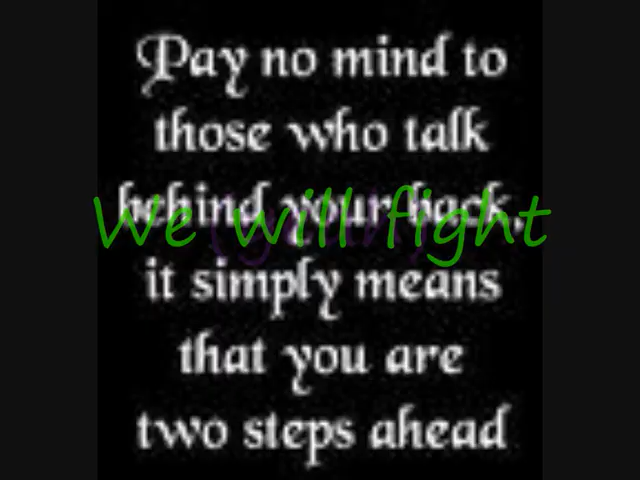 Pay no mind to
those who talk
behind your back,
We will fight
it simply means
that you are
two steps ahead